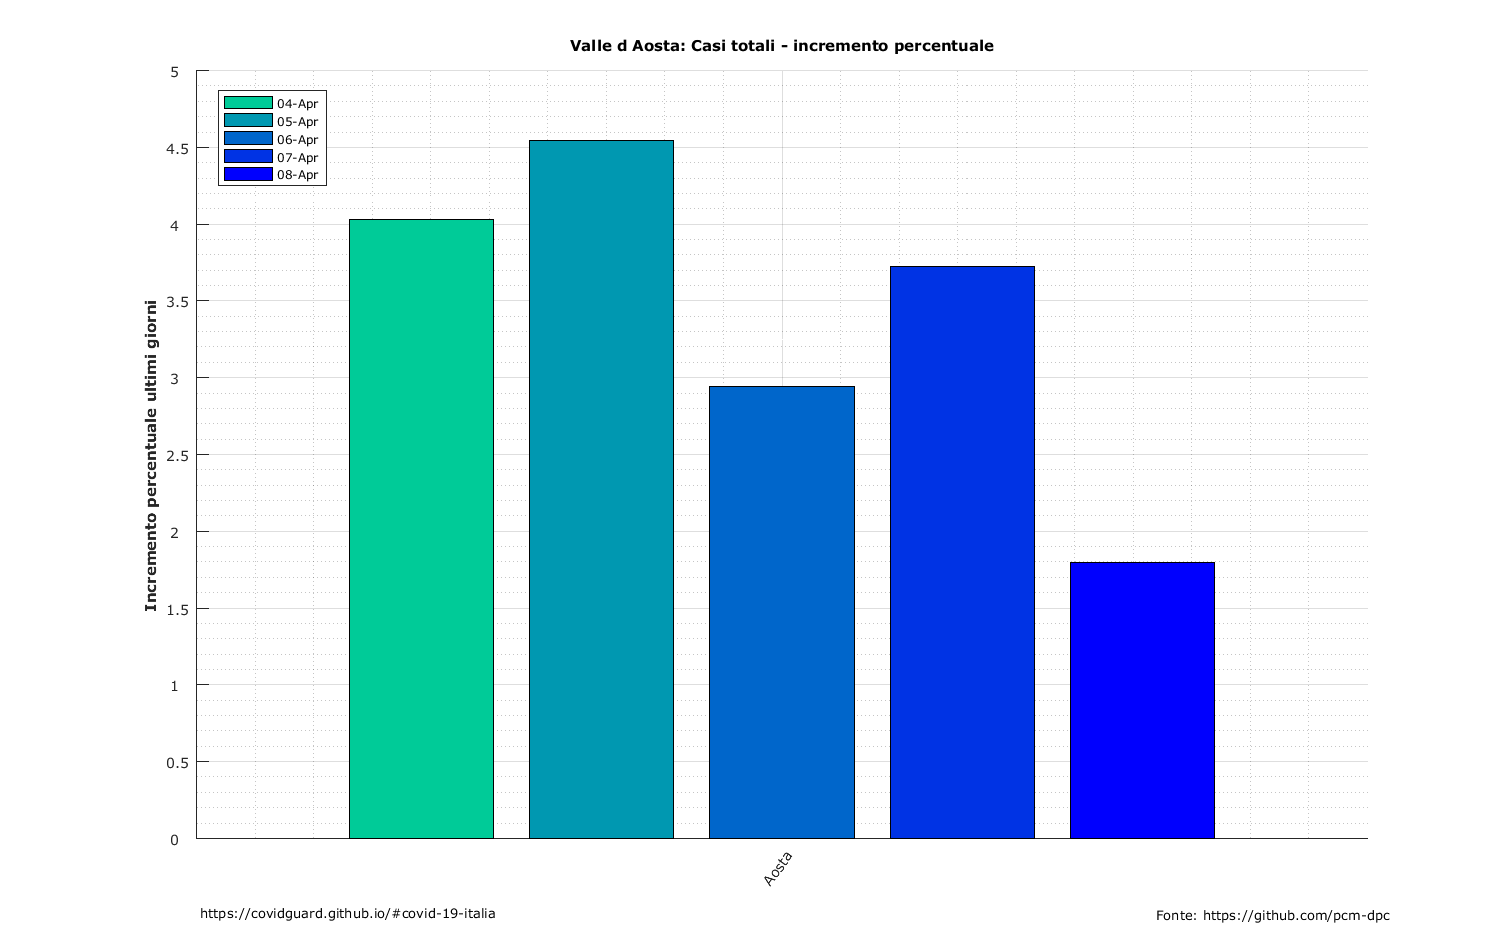 Valle d Aosta: Casi totali - incremento percentuale
5
4.5
4
3.5
3
2.5
2
1.5
1
0.5
0
04-Apr
05-Apr
06-Apr
07-Apr
08-Apr
Incremento percentuale ultimi giorni
Aosta
https://covidguard.github.io/#covid-19-italia
Fonte: https://github.com/pcm-dpc